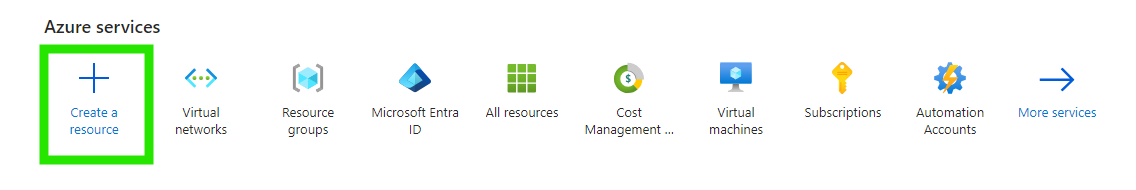 Azure services
Create a
resource
Virtual
networks
Resource
groups
Microsoft Entra
ID
All resources
Cost
Management ...
Virtual
machines
Subscriptions
Automation
Accounts
More services